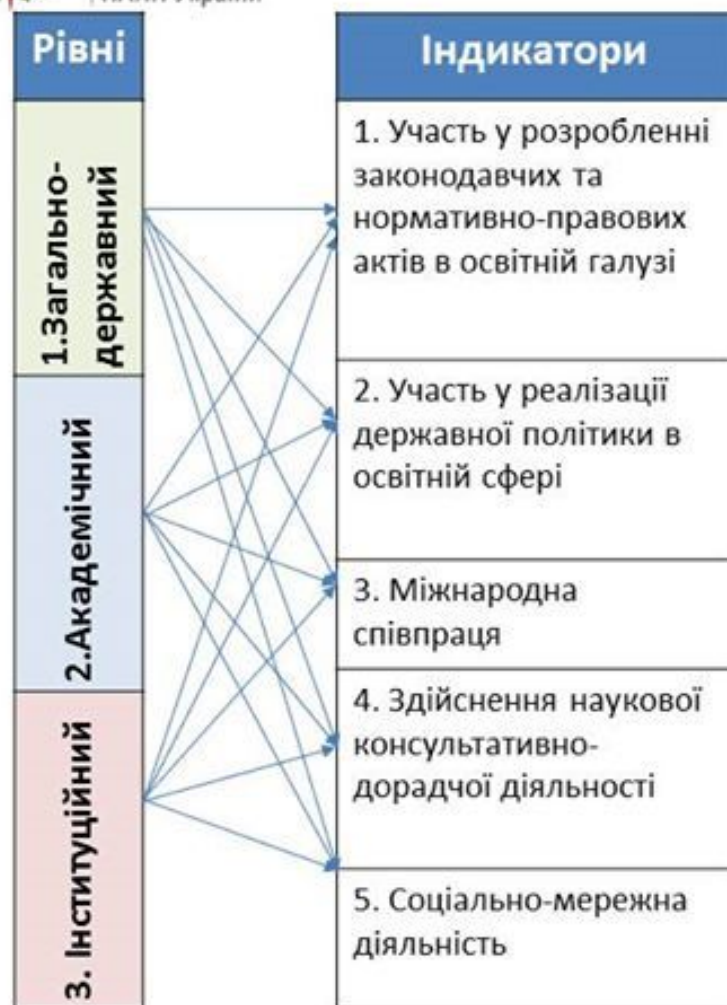 Рівні
Індикатори
1.Загально-
державний
2.Академічний
3. Інституційний
1. Участь у розробленні
законодавчих та
нормативно-правових
актів в освітній галузі
2. Участь у реалізації
державної політики в
освітній сфері
3. Міжнародна
співпраця
4. Здійснення наукової
консультативно-
дорадчої діяльності
5. Соціально-мережна
діяльність